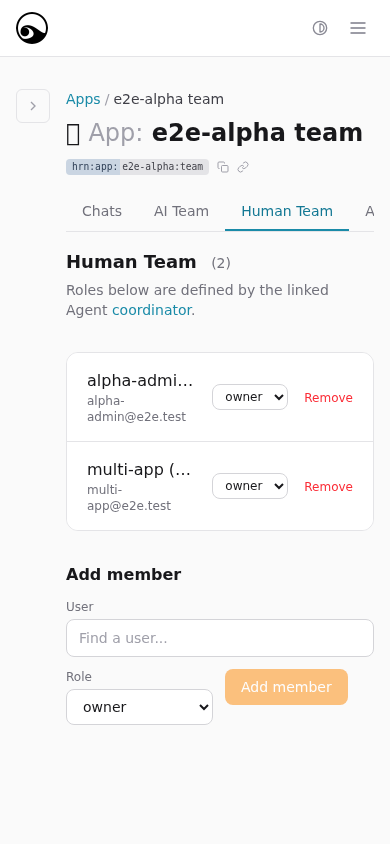 Apps / e2e-alpha team
App: e2e-alpha team
hrn:app: e2e-alpha:team
Chats AI Team Human Team A
Human Team (2)
Roles below are defined by the linked
Agent coordinator.
alpha-admi...
alpha-
admin@e2e.test
owner
Remove
multi-app (...
multi-
app@e2e.test
owner
Remove
Add member
User
Find a user...
Role
owner
Add member